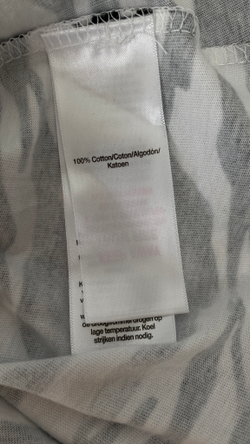 100% Cotton/Coton/Algodón/
Katoen
lage temperatuur. Koel
strijken indien nodig.